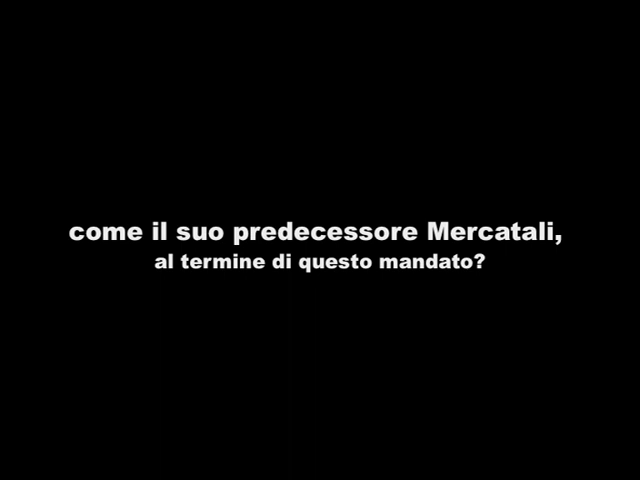 come il suo predecessore Mercatali,
al termine di questo mandato?